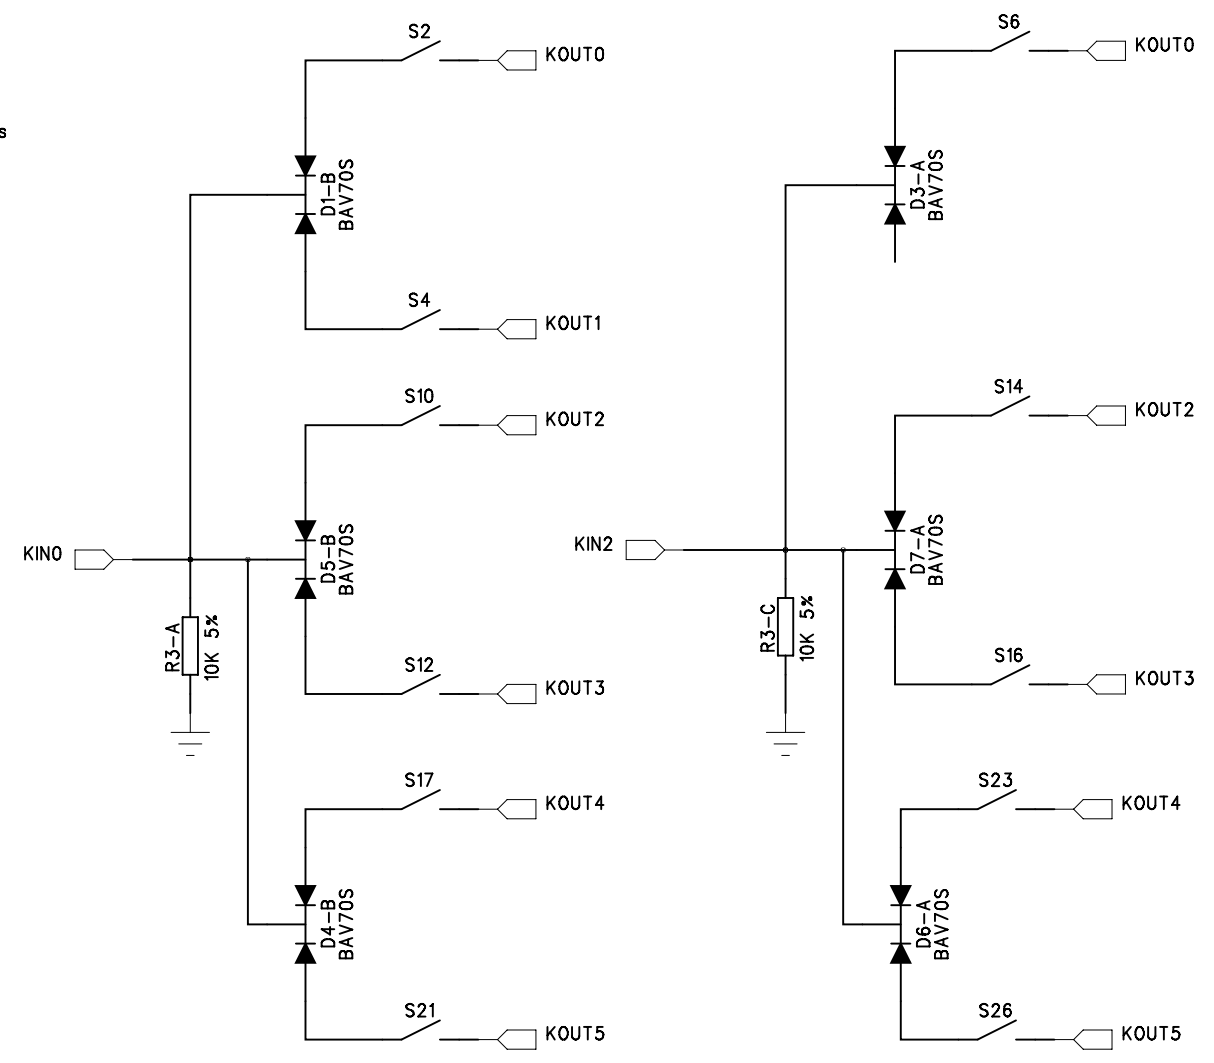 S2
KOUT0
S6
KOUT0
s
D1-B
BAV70S
D3-A
BAV70S
S4
KOUT1
S10
KOUT2
S14
KOUT2
KIN0
D5-B
BAV70S
KIN2
D7-A
BAV70S
R3-A
10K 5%
R3-C
10K 5%
S12
KOUT3
S16
KOUT3
S17
KOUT4
S23
KOUT4
D4-B
BAV70S
D6-A
BAV70S
S21
KOUT5
S26
KOUT5